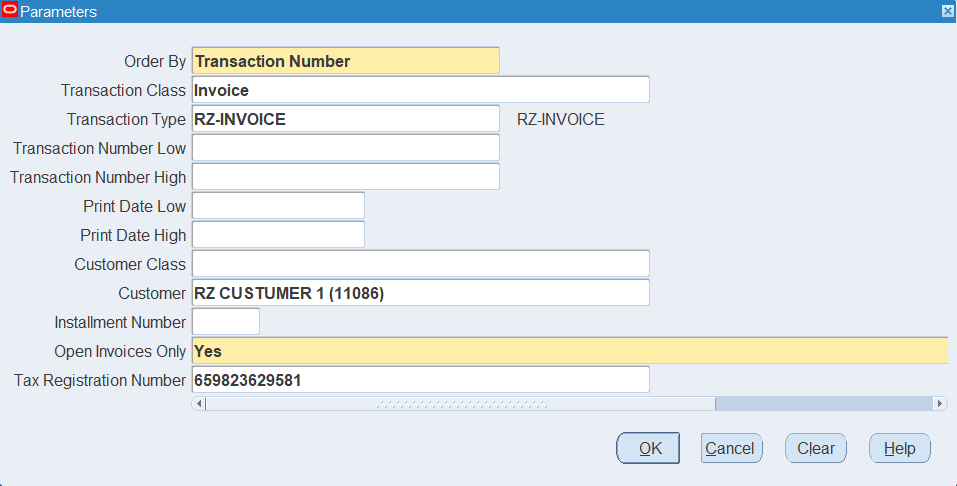 Parameters
Order By Transaction Number
Transaction Class Invoice
Transaction Type RZ-INVOICE RZ-INVOICE
Transaction Number Low
Transaction Number High
Print Date Low
Print Date High
Customer Class
Customer RZ CUSTUMER 1 (11086)
Installment Number
Open Invoices Only Yes
Tax Registration Number 659823629581
OK Cancel Clear Help